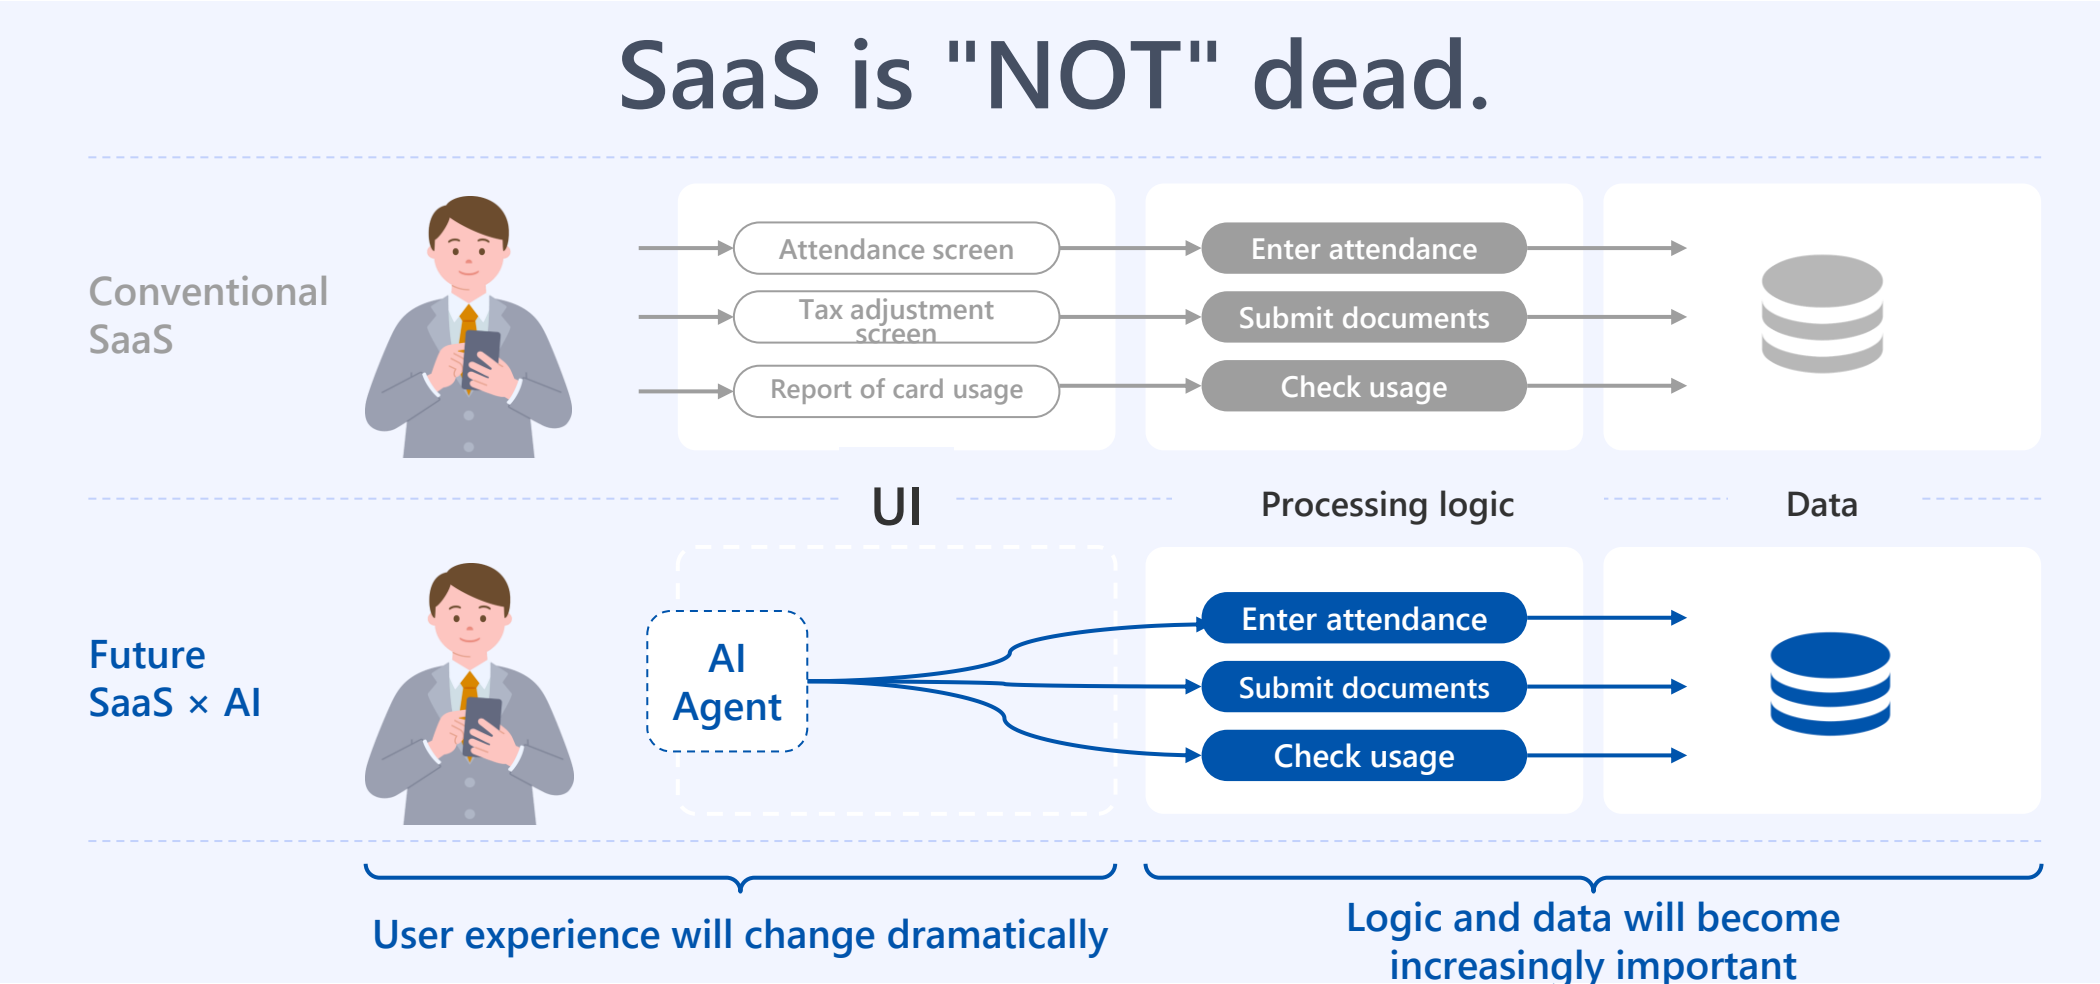 SaaS is "NOT" dead.
Conventional
SaaS
Attendance screen
Enter attendance
Tax adjustment
screen
Submit documents
Report of card usage
Check usage
UI
Processing logic
Data
Future
SaaS × AI
AI
Agent
Enter attendance
Submit documents
Check usage
User experience will change dramatically
Logic and data will become
increasingly important